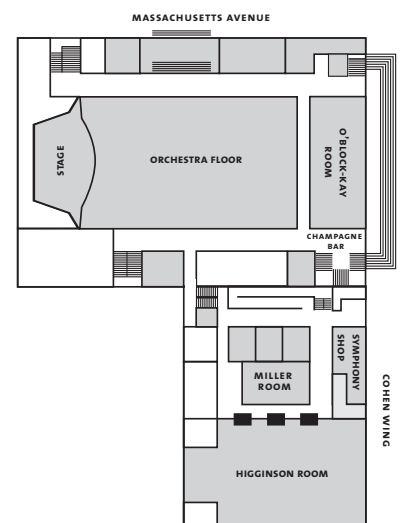 MASSACHUSETTS AVENUE
STAGE
ORCHESTRA FLOOR
O'BLOCK-KAY
ROOM
CHAMPAGNE
BAR
SYMPHONY
SHOP
MILLER
ROOM
COHEN WING
HIGGINSON ROOM